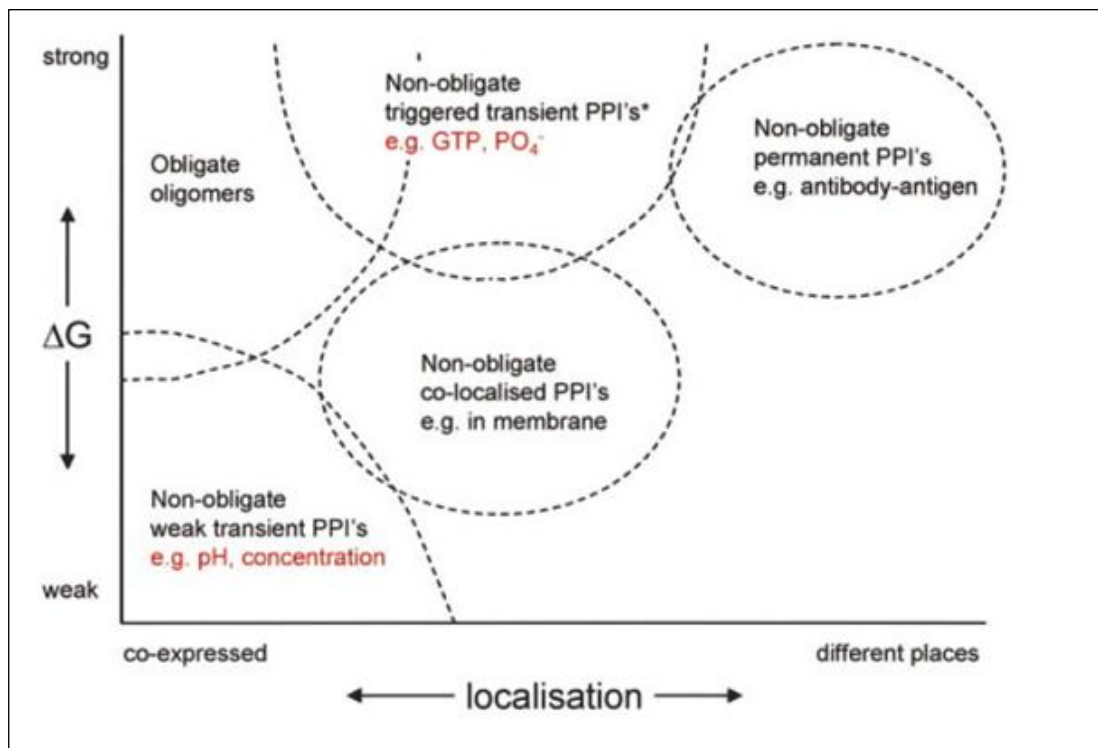 strong
Non-obligate
triggered transient PPI's*
e.g. GTP, PO₄⁻
Non-obligate
permanent PPI's
e.g. antibody-antigen
Obligate
oligomers
ΔG
Non-obligate
co-localised PPI's
e.g. in membrane
Non-obligate
weak transient PPI's
e.g. pH, concentration
weak
co-expressed
different places
localisation